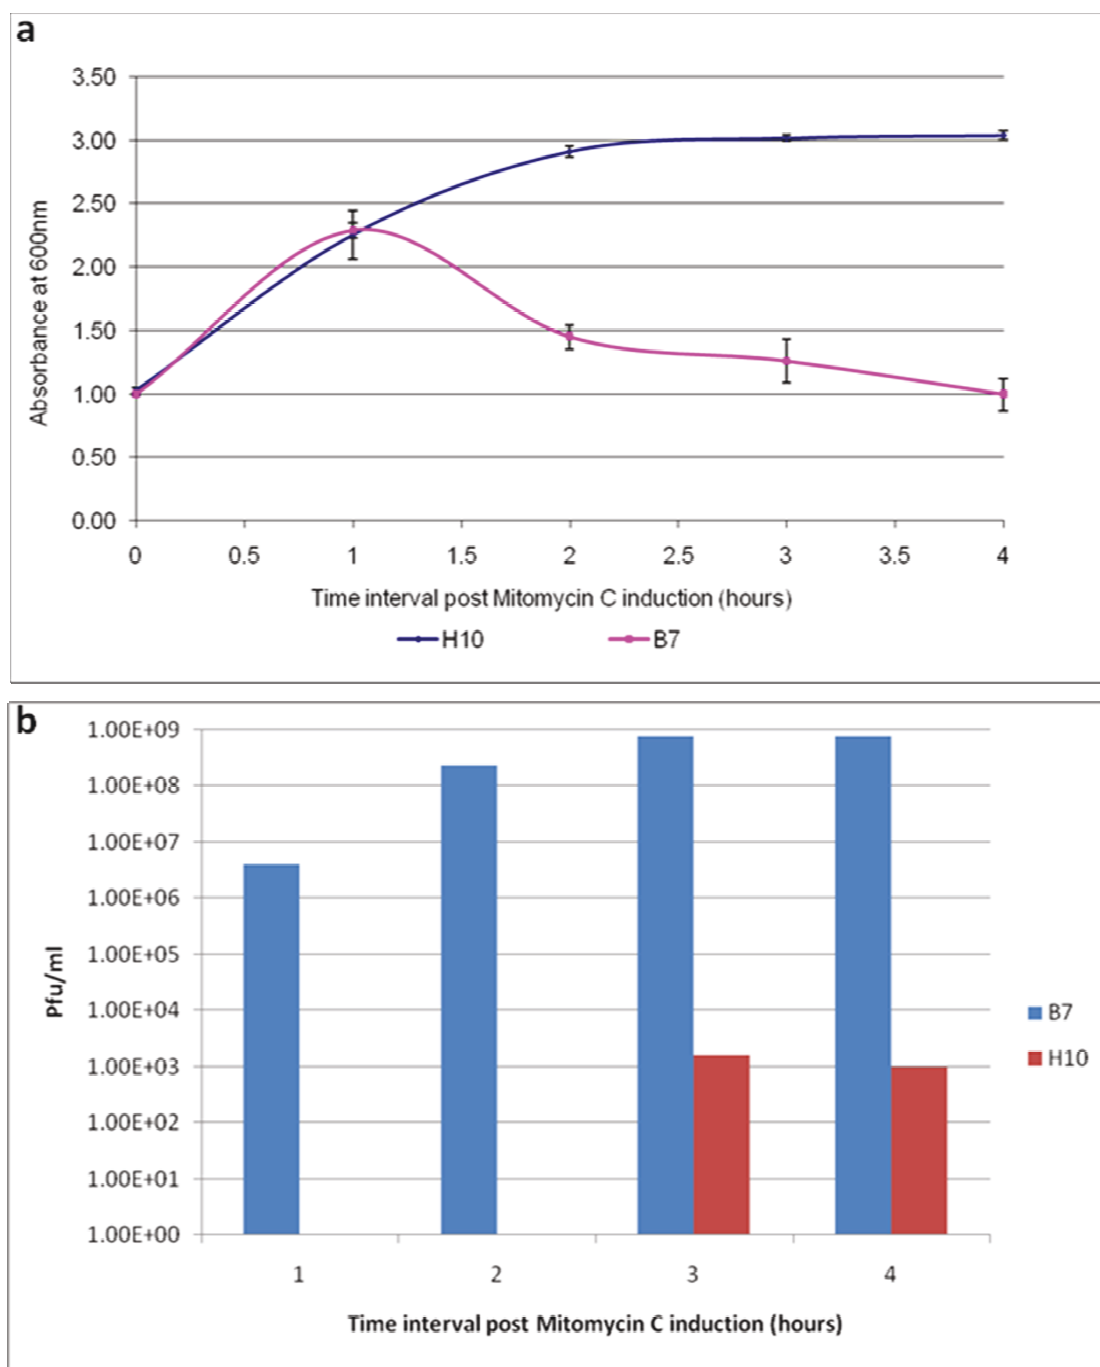 a
3.50
3.00
2.50
2.00
1.50
1.00
0.50
0.00
Absorbance at 600nm
0 0.5 1 1.5 2 2.5 3 3.5 4
Time interval post Mitomycin C induction (hours)
H10 B7
b
1.00E+09
1.00E+08
1.00E+07
1.00E+06
1.00E+05
1.00E+04
1.00E+03
1.00E+02
1.00E+01
1.00E+00
Pfu/ml
1 2 3 4
Time interval post Mitomycin C induction (hours)
B7
H10